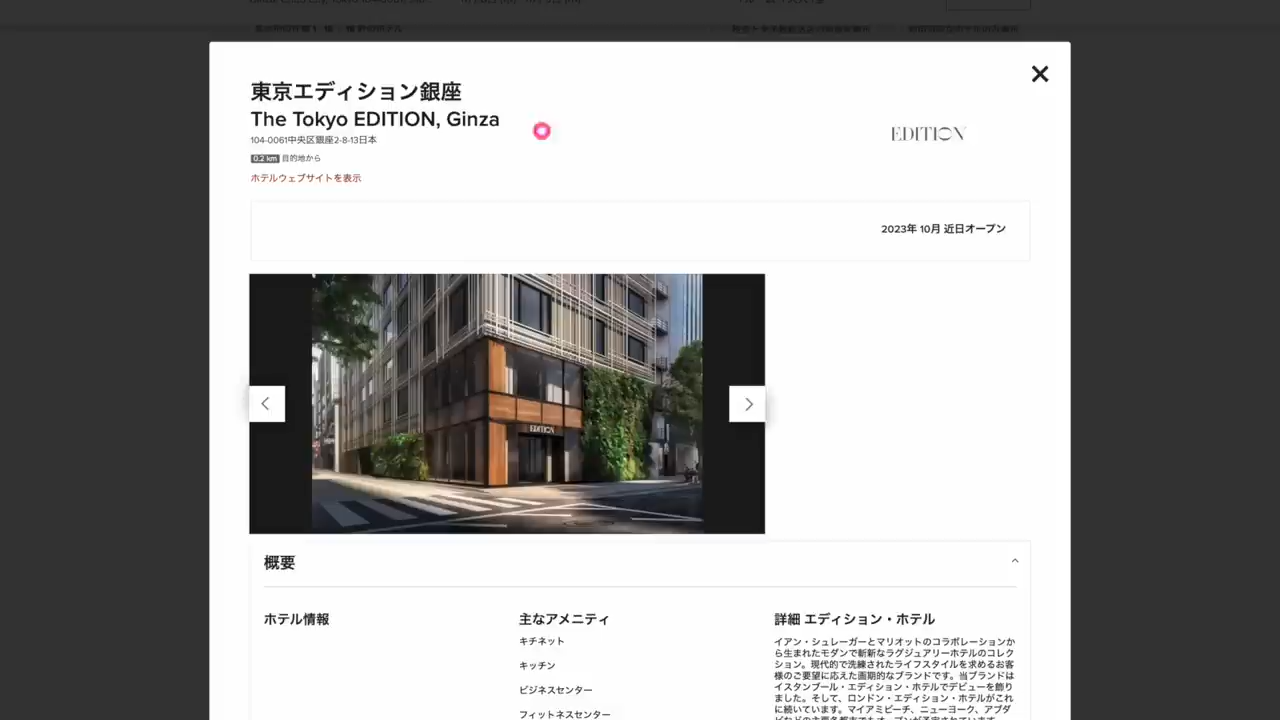 東京エディション銀座
The Tokyo EDITION, Ginza
104-0061中央区銀座2-8-13日本
0.2 km 目的地から
ホテルウェブサイトを表示
EDITION
2023年 10月 近日オープン
EDITION
概要
ホテル情報
主なアメニティ
キチネット
キッチン
ビジネスセンター
フィットネスセンター
詳細 エディション・ホテル
イアン・シュレーガーとマリオットのコラボレーションか
ら生まれたモダンで斬新なラグジュアリーホテルのコレク
ション。現代的で洗練されたライフスタイルを求めるお客
様のご要望に応えた画期的なブランドです。当ブランドは
イスタンブール・エディション・ホテルでデビューを飾り
ました。そして、ロンドン・エディション・ホテルがこれ
に続いています。マイアミビーチ、ニューヨーク、アブダ